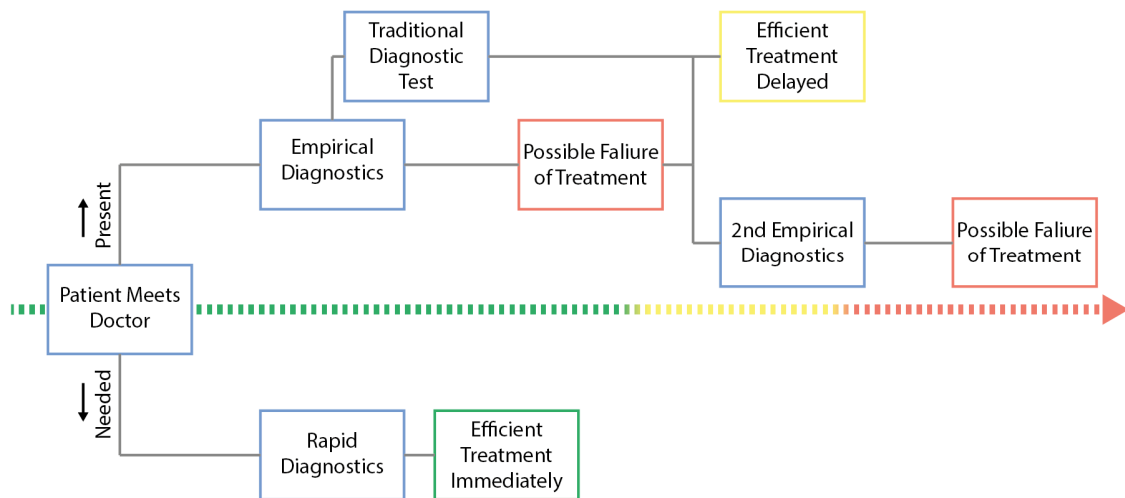 Traditional
Diagnostic
Test
Efficient
Treatment
Delayed
Empirical
Diagnostics
Possible Faliure
of Treatment
Present
2nd Empirical
Diagnostics
Possible Faliure
of Treatment
Patient Meets
Doctor
Needed
Rapid
Diagnostics
Efficient
Treatment
Immediately